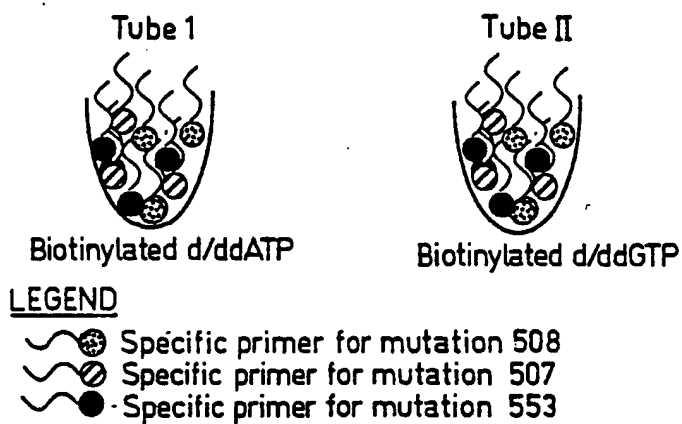 Tube 1
Tube II
Biotinylated d/ddATP
Biotinylated d/ddGTP
LEGEND
Specific primer for mutation 508
Specific primer for mutation 507
Specific primer for mutation 553